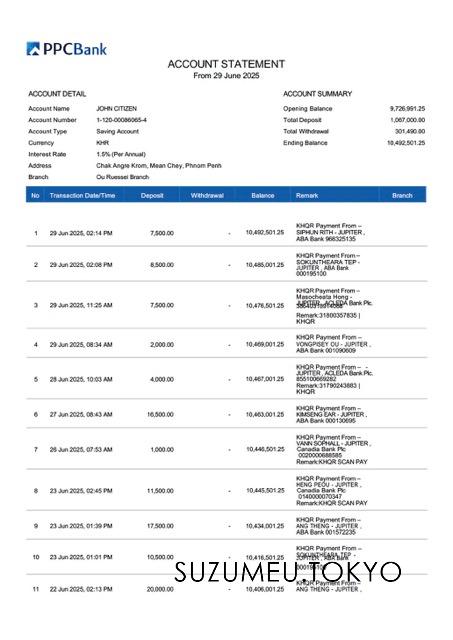 PPCBank
ACCOUNT STATEMENT
From 29 June 2025
ACCOUNT DETAIL
Account Name JOHN CITIZEN
Account Number 1-120-00086065-4
Account Type Saving Account
Currency KHR
Interest Rate 1.5% (Per Annual)
Address Chak Angre Krom, Mean Chey, Phnom Penh
Branch Ou Ruessel Branch
ACCOUNT SUMMARY
Opening Balance 9,726,991.25
Total Deposit 1,067,000.00
Total Withdrawal 301,490.00
Ending Balance 10,492,501.25
No Transaction Date/Time Deposit Withdrawal Balance Remark Branch
1 29 Jun 2025, 02:14 PM 7,500.00 - 10,492,501.25 KHQR Payment From –
SIPHUN RITH - JUPITER ,
ABA Bank 966325135
2 29 Jun 2025, 02:08 PM 8,500.00 - 10,485,001.25 KHQR Payment From –
SOKUNTHEARA TEP -
JUPITER , ABA Bank
000195100
3 29 Jun 2025, 11:25 AM 7,500.00 - 10,476,501.25 KHQR Payment From –
Masocheata Hong -
JUPITER , ACLEDA Bank Plc.
Remark:31800357835 |
KHQR
4 29 Jun 2025, 08:34 AM 2,000.00 - 10,469,001.25 KHQR Payment From –
VONGPISEY OU - JUPITER ,
ABA Bank 001090609
5 28 Jun 2025, 10:03 AM 4,000.00 - 10,467,001.25 KHQR Payment From – -
JUPITER , ACLEDA Bank Plc.
855100669282
Remark:31790243883 |
KHQR
6 27 Jun 2025, 08:43 AM 16,500.00 - 10,463,001.25 KHQR Payment From –
KIMSENG EAR - JUPITER ,
ABA Bank 000130695
7 26 Jun 2025, 07:53 AM 1,000.00 - 10,446,501.25 KHQR Payment From –
VANN SOPHALL - JUPITER ,
Canadia Bank Plc
0020000688585
Remark:KHQR SCAN PAY
8 23 Jun 2025, 02:45 PM 11,500.00 - 10,445,501.25 KHQR Payment From –
HENG PEOU - JUPITER ,
Canadia Bank Plc
0140000070347
Remark:KHQR SCAN PAY
9 23 Jun 2025, 01:39 PM 17,500.00 - 10,434,001.25 KHQR Payment From –
ANG THENG - JUPITER ,
ABA Bank 001572235
10 23 Jun 2025, 01:01 PM 10,500.00 - 10,416,501.25 KHQR Payment From –
SOKUNTHEARA TEP -
JUPITER , ABA Bank
000195100
SUZUMEU.TOKYO
11 22 Jun 2025, 02:13 PM 20,000.00 - 10,406,001.25 KHQR Payment From –
ANG THENG - JUPITER ,